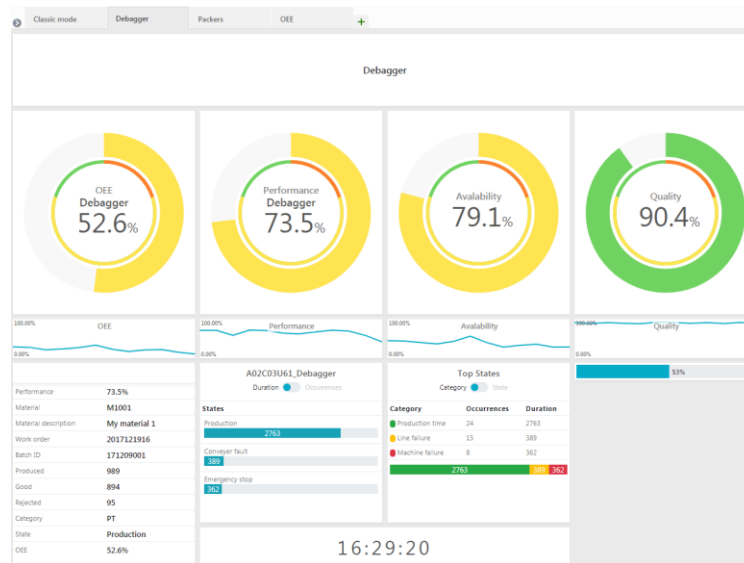 Classic mode
Debagger
Packers
OEE
+
Debagger
OEE
Debagger
52.6%
Performance
Debagger
73.5%
Avalability
79.1%
Quality
90.4%
100.00%
OEE
0.00%
100.00%
Performance
0.00%
100.00%
Availability
0.00%
100.00%
Quality
0.00%
Performance 73.5%
Material M1001
Material description My material 1
Work order 2017121916
Batch ID 171209001
Produced 989
Good 894
Rejected 95
Category PT
State Production
OEE 52.6%
A02C03U61_Debagger
Duration Occurrences
States
Production
2763
Conveyer fault
389
Emergency stop
362
Top States
Category State
Category Occurrences Duration
Production time 24 2763
Line failure 15 389
Machine failure 8 362
2763 389 362
53%
16:29:20